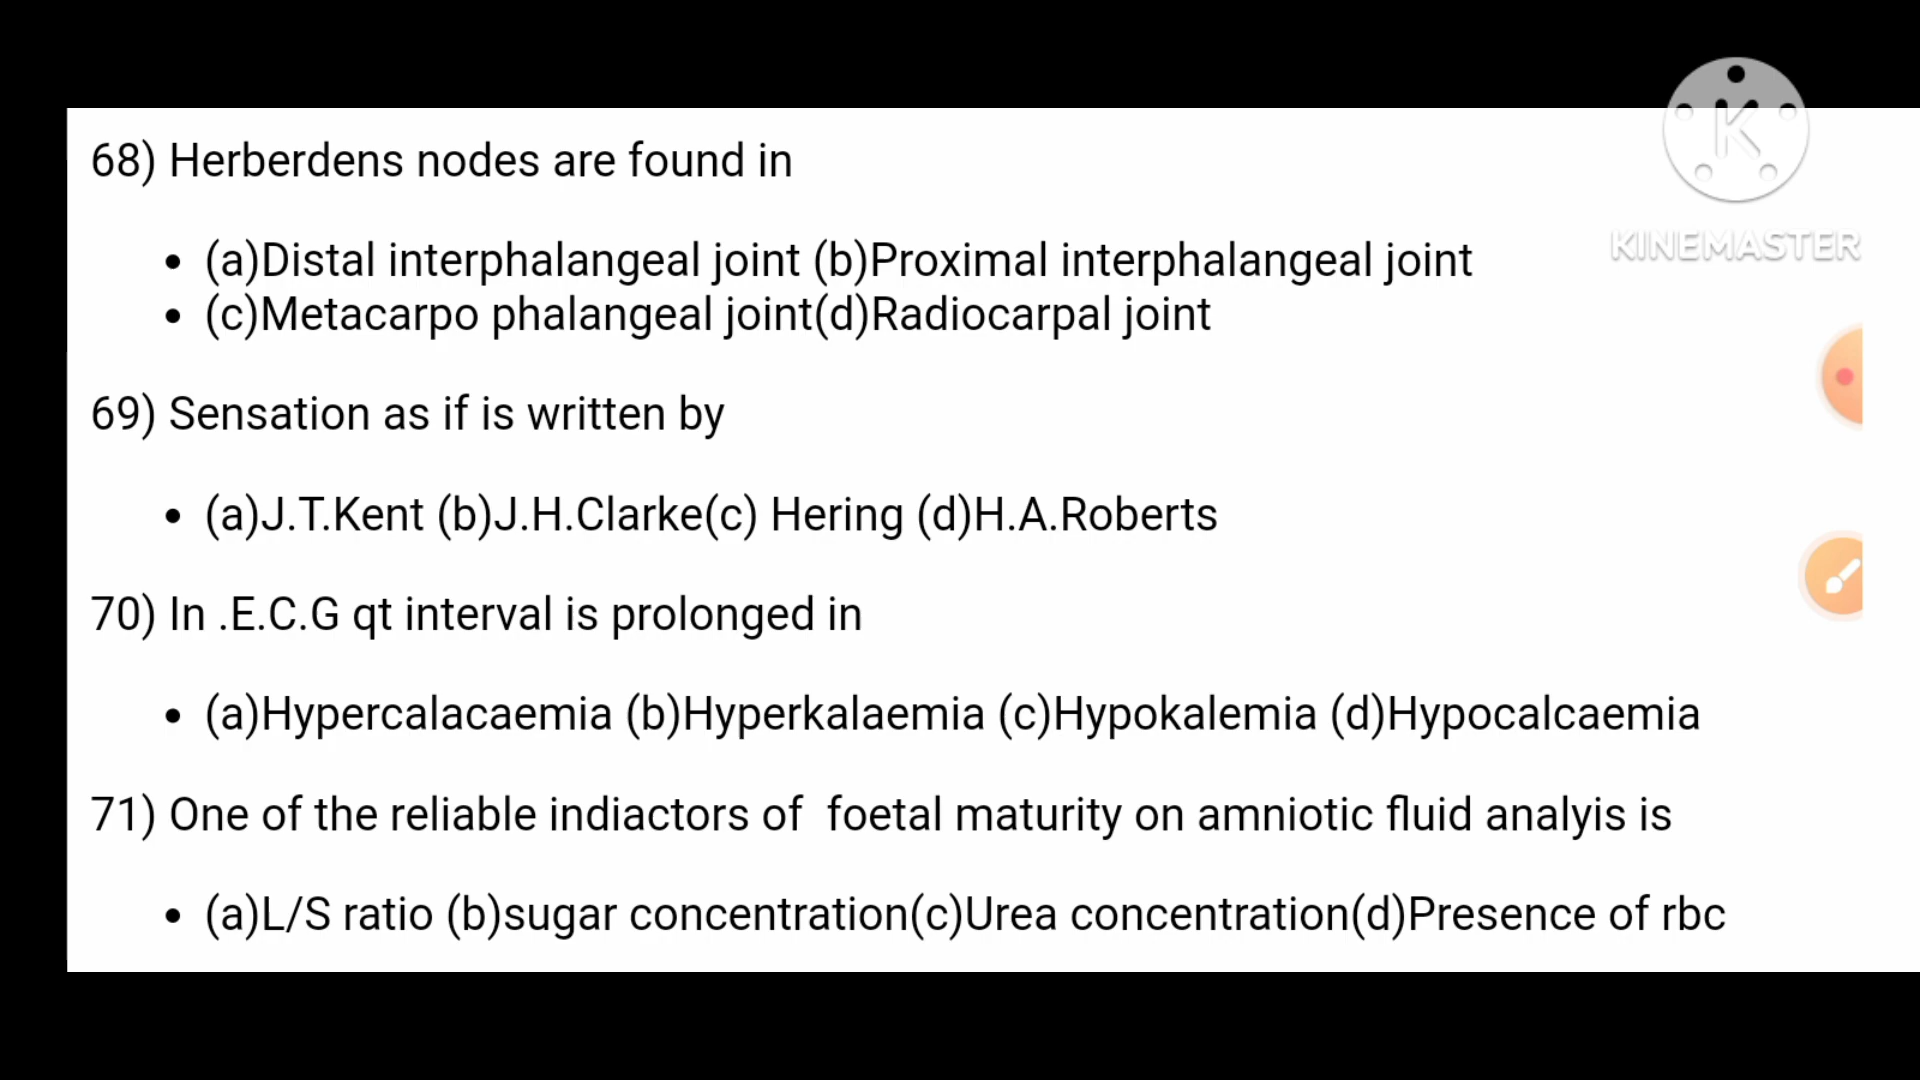 K
KINEMASTER
68) Herberdens nodes are found in
• (a)Distal interphalangeal joint (b)Proximal interphalangeal joint
• (c)Metacarpo phalangeal joint(d)Radiocarpal joint
69) Sensation as if is written by
• (a)J.T.Kent (b)J.H.Clarke(c) Hering (d)H.A.Roberts
70) In .E.C.G qt interval is prolonged in
• (a)Hypercalacaemia (b)Hyperkalaemia (c)Hypokalemia (d)Hypocalcaemia
71) One of the reliable indiactors of  foetal maturity on amniotic fluid analyis is
• (a)L/S ratio (b)sugar concentration(c)Urea concentration(d)Presence of rbc